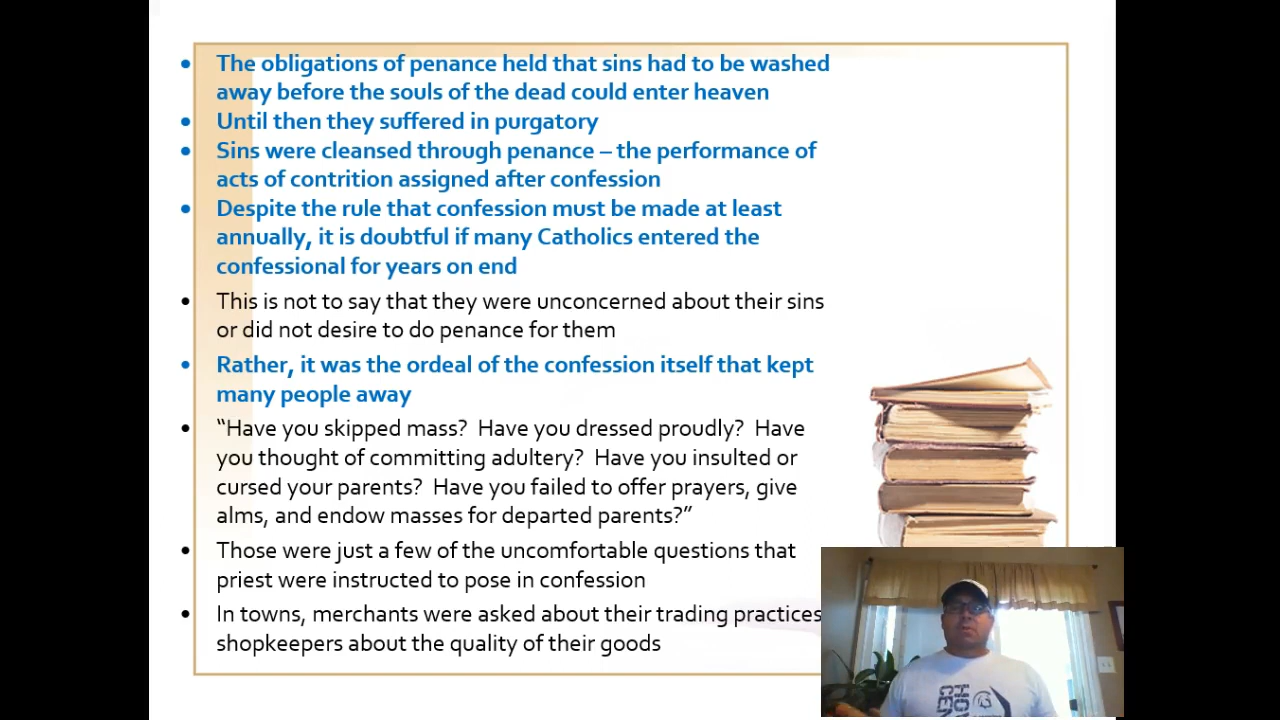 The obligations of penance held that sins had to be washed
away before the souls of the dead could enter heaven
Until then they suffered in purgatory
Sins were cleansed through penance – the performance of
acts of contrition assigned after confession
Despite the rule that confession must be made at least
annually, it is doubtful if many Catholics entered the
confessional for years on end
This is not to say that they were unconcerned about their sins
or did not desire to do penance for them
Rather, it was the ordeal of the confession itself that kept
many people away
“Have you skipped mass?  Have you dressed proudly?  Have
you thought of committing adultery?  Have you insulted or
cursed your parents?  Have you failed to offer prayers, give
alms, and endow masses for departed parents?”
Those were just a few of the uncomfortable questions that
priest were instructed to pose in confession
In towns, merchants were asked about their trading practices
shopkeepers about the quality of their goods